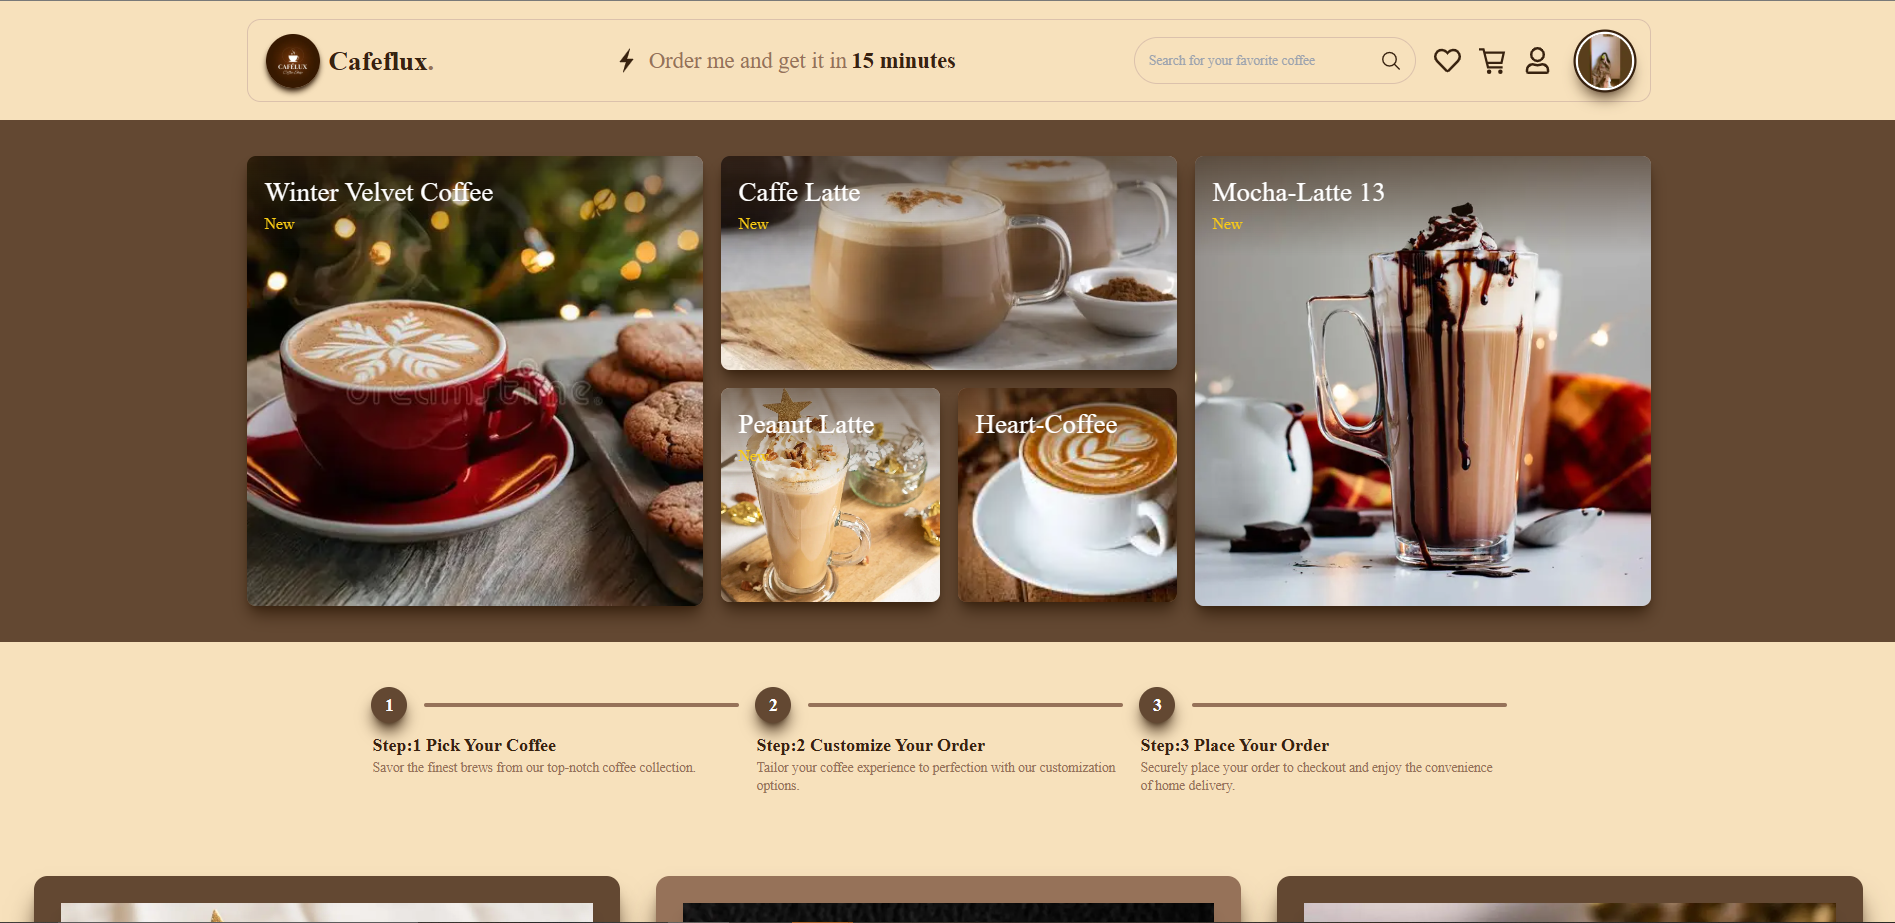 CAFELUX
Cafeflux.
Order me and get it in 15 minutes
Search for your favorite coffee
Winter Velvet Coffee
New
dreamstime.
Caffe Latte
New
Peanut Latte
New
Heart-Coffee
Mocha-Latte 13
New
1
Step:1 Pick Your Coffee
Savor the finest brews from our top-notch coffee collection.
2
Step:2 Customize Your Order
Tailor your coffee experience to perfection with our customization
options.
3
Step:3 Place Your Order
Securely place your order to checkout and enjoy the convenience
of home delivery.